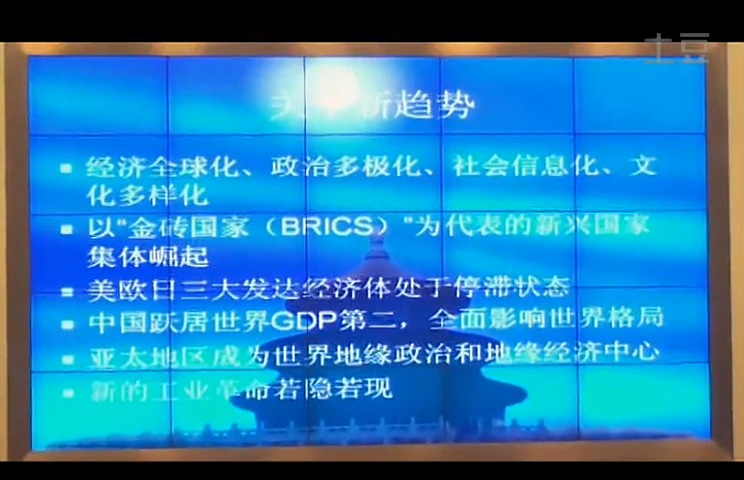 土豆
关于新趋势
经济全球化、政治多极化、社会信息化、文
化多样化
以"金砖国家（BRICS）"为代表的新兴国家
集体崛起
美欧日三大发达经济体处于停滞状态
中国跃居世界GDP第二，全面影响世界格局
亚太地区成为世界地缘政治和地缘经济中心
新的工业革命若隐若现